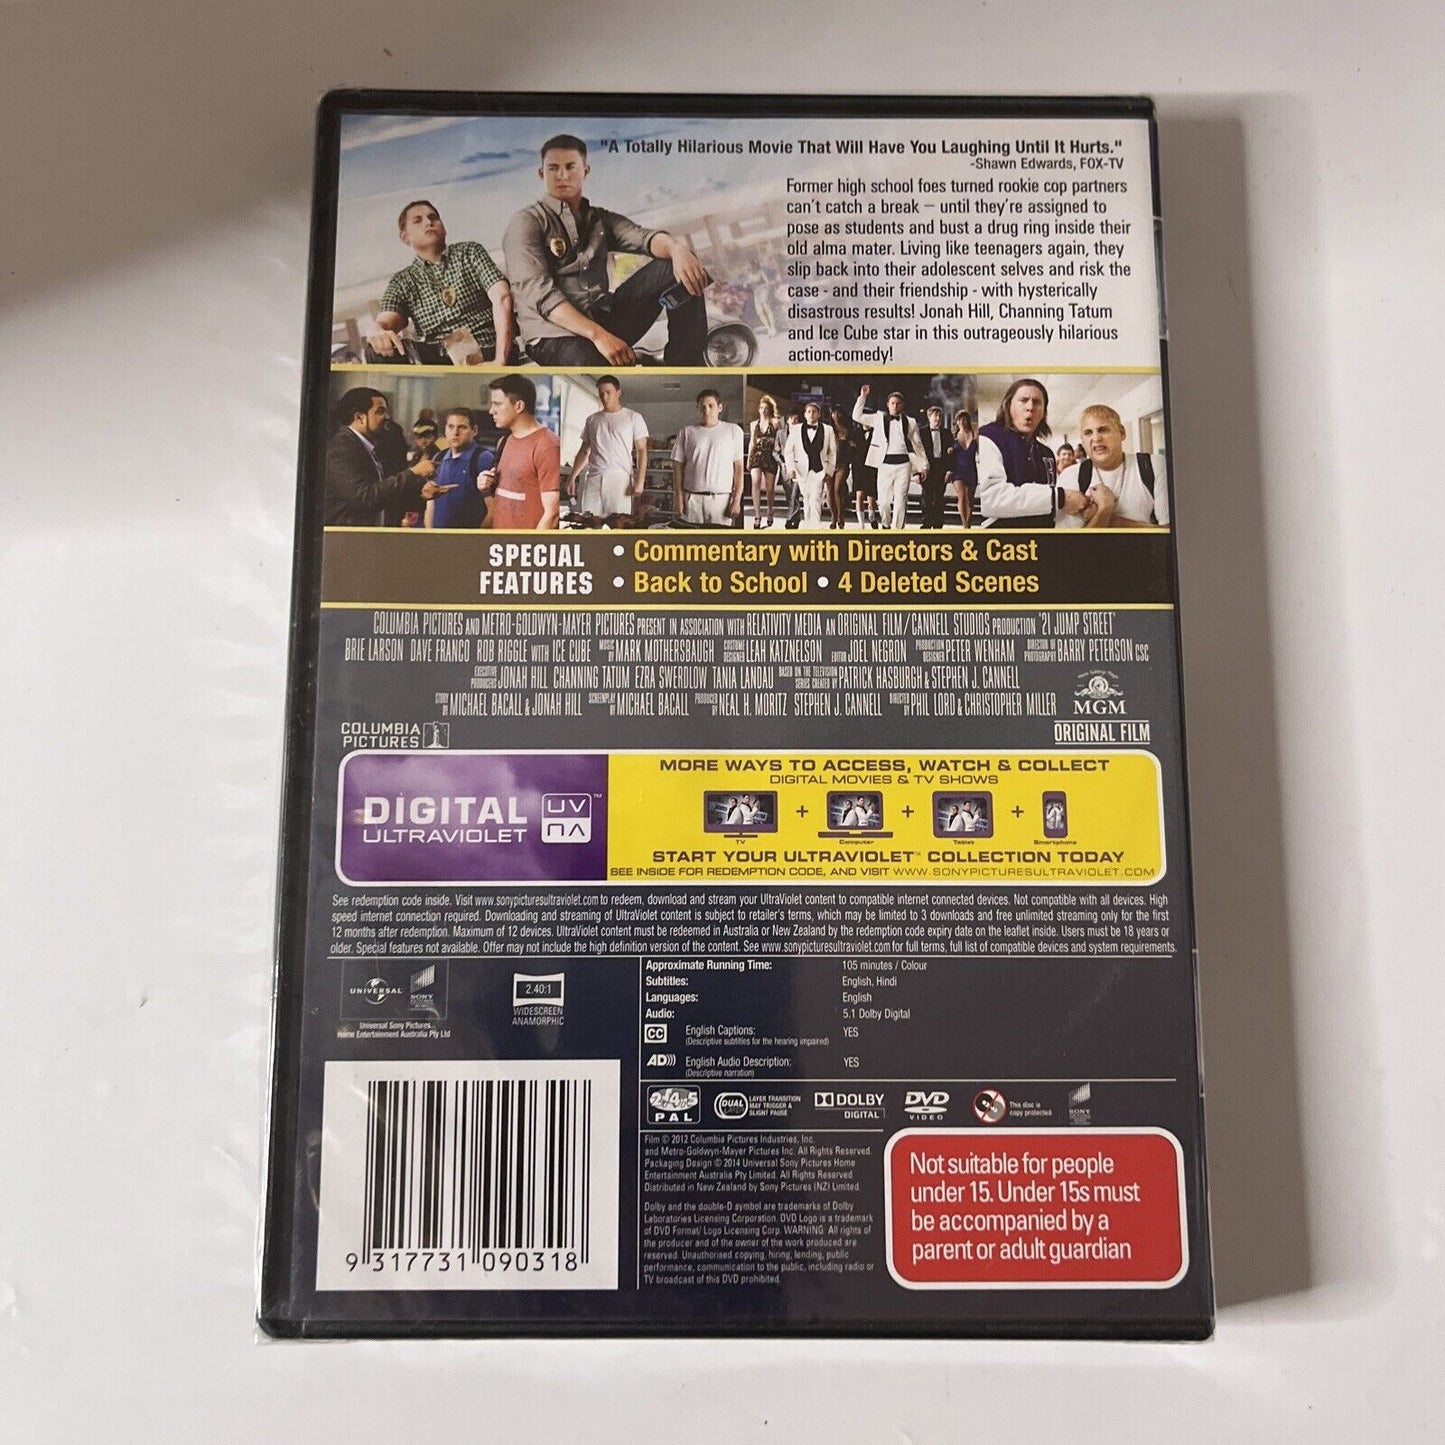 "A Totally Hilarious Movie That Will Have You Laughing Until It Hurts."
-Shawn Edwards, FOX-TV
Former high school foes turned rookie cop partners
can't catch a break – until they're assigned to
pose as students and bust a drug ring inside their
old alma mater. Living like teenagers again, they
slip back into their adolescent selves and risk the
case - and their friendship - with hysterically
disastrous results! Jonah Hill, Channing Tatum
and Ice Cube star in this outrageously hilarious
action-comedy!
SPECIAL
FEATURES
• Commentary with Directors & Cast
• Back to School • 4 Deleted Scenes
COLUMBIA PICTURES AND METRO-GOLDWYN-MAYER PICTURES PRESENT IN ASSOCIATION WITH RELATIVITY MEDIA AN ORIGINAL FILM/CANNELL STUDIOS PRODUCTION '21 JUMP STREET'
BRIE LARSON DAVE FRANCO ROB RIGGLE WITH ICE CUBE MUSIC BY MARK MOTHERSBAUGH COSTUME DESIGNER LEAH KATZNELSON EDITOR JOEL NEGRON PRODUCTION DESIGNER PETER WENHAM DIRECTOR OF PHOTOGRAPHY BARRY PETERSON CSC
EXECUTIVE PRODUCERS JONAH HILL CHANNING TATUM EZRA SWERDLOW TANIA LANDAU BASED ON THE TELEVISION SERIES CREATED BY PATRICK HASBURGH & STEPHEN J. CANNELL
STORY BY MICHAEL BACALL & JONAH HILL SCREENPLAY BY MICHAEL BACALL PRODUCED BY NEAL H. MORITZ STEPHEN J. CANNELL DIRECTED BY PHIL LORD & CHRISTOPHER MILLER
MGM
COLUMBIA
PICTURES
ORIGINAL FILM
DIGITAL
ULTRAVIOLET
UV
™
MORE WAYS TO ACCESS, WATCH & COLLECT
DIGITAL MOVIES & TV SHOWS
+ + +
TV Computer Tablet Smartphone
START YOUR ULTRAVIOLET™ COLLECTION TODAY
SEE INSIDE FOR REDEMPTION CODE, AND VISIT WWW.SONYPICTURESULTRAVIOLET.COM
See redemption code inside. Visit www.sonypicturesultraviolet.com to redeem, download and stream your UltraViolet content to compatible internet connected devices. Not compatible with all devices. High
speed internet connection required. Downloading and streaming of UltraViolet content is subject to retailer's terms, which may be limited to 3 downloads and free unlimited streaming only for the first
12 months after redemption. Maximum of 12 devices. UltraViolet content must be redeemed in Australia or New Zealand by the redemption code expiry date on the leaflet inside. Users must be 18 years or
older. Special features not available. Offer may not include the high definition version of the content. See www.sonypicturesultraviolet.com for full terms, full list of compatible devices and system requirements.
UNIVERSAL
SONY
Universal Sony Pictures
Home Entertainment Australia Pty Ltd
2.40:1
WIDESCREEN
ANAMORPHIC
Approximate Running Time: 105 minutes / Colour
Subtitles: English, Hindi
Languages: English
Audio: 5.1 Dolby Digital
CC English Captions: YES
(Descriptive subtitles for the hearing impaired)
AD))) English Audio Description: YES
(Descriptive narration)
2.4.5
PAL
DUAL
LAYER TRANSITION
MAY TRIGGER A
SLIGHT PAUSE
DOLBY
DIGITAL
DVD
VIDEO
This disc is
copy protected
SONY
Film © 2012 Columbia Pictures Industries, Inc.
and Metro-Goldwyn-Mayer Pictures Inc. All Rights Reserved.
Packaging Design © 2014 Universal Sony Pictures Home
Entertainment Australia Pty Limited. All Rights Reserved
Distributed in New Zealand by Sony Pictures (NZ) Limited.
Dolby and the double-D symbol are trademarks of Dolby
Laboratories Licensing Corporation. DVD Logo is a trademark
of DVD Format/ Logo Licensing Corp. WARNING: All rights of
the producer and of the owner of the work produced are
reserved. Unauthorised copying, hiring, lending, public
performance, communication to the public, including radio or
TV broadcast of this DVD prohibited.
Not suitable for people
under 15. Under 15s must
be accompanied by a
parent or adult guardian
9 317731 090318